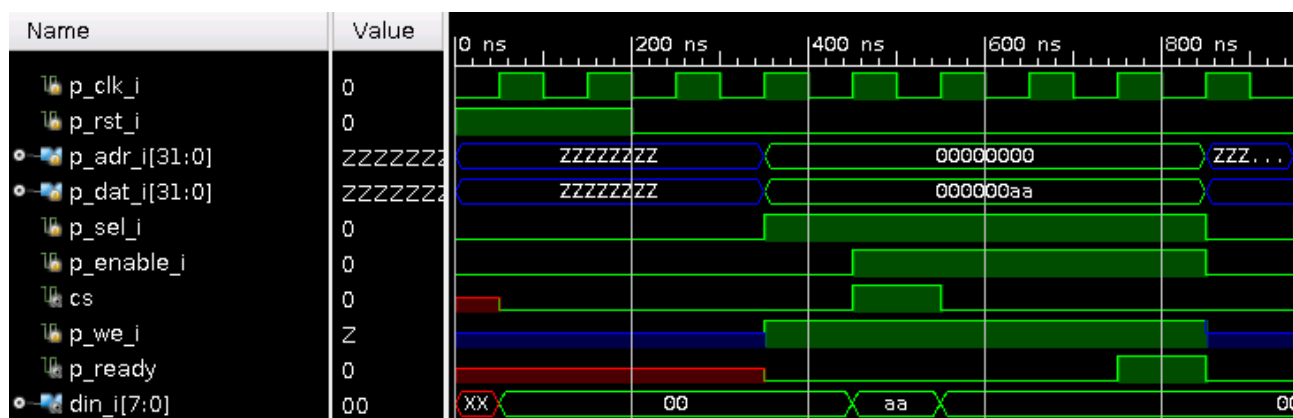 Name Value 0 ns 200 ns 400 ns 600 ns 800 ns
p_clk_i 0
p_rst_i 0
p_adr_i[31:0] ZZZZZZZZ ZZZZZZZZ 00000000 ZZZ...
p_dat_i[31:0] ZZZZZZZZ ZZZZZZZZ 000000aa
p_sel_i 0
p_enable_i 0
cs 0
p_we_i Z
p_ready 0
din_i[7:0] 00 XX 00 aa